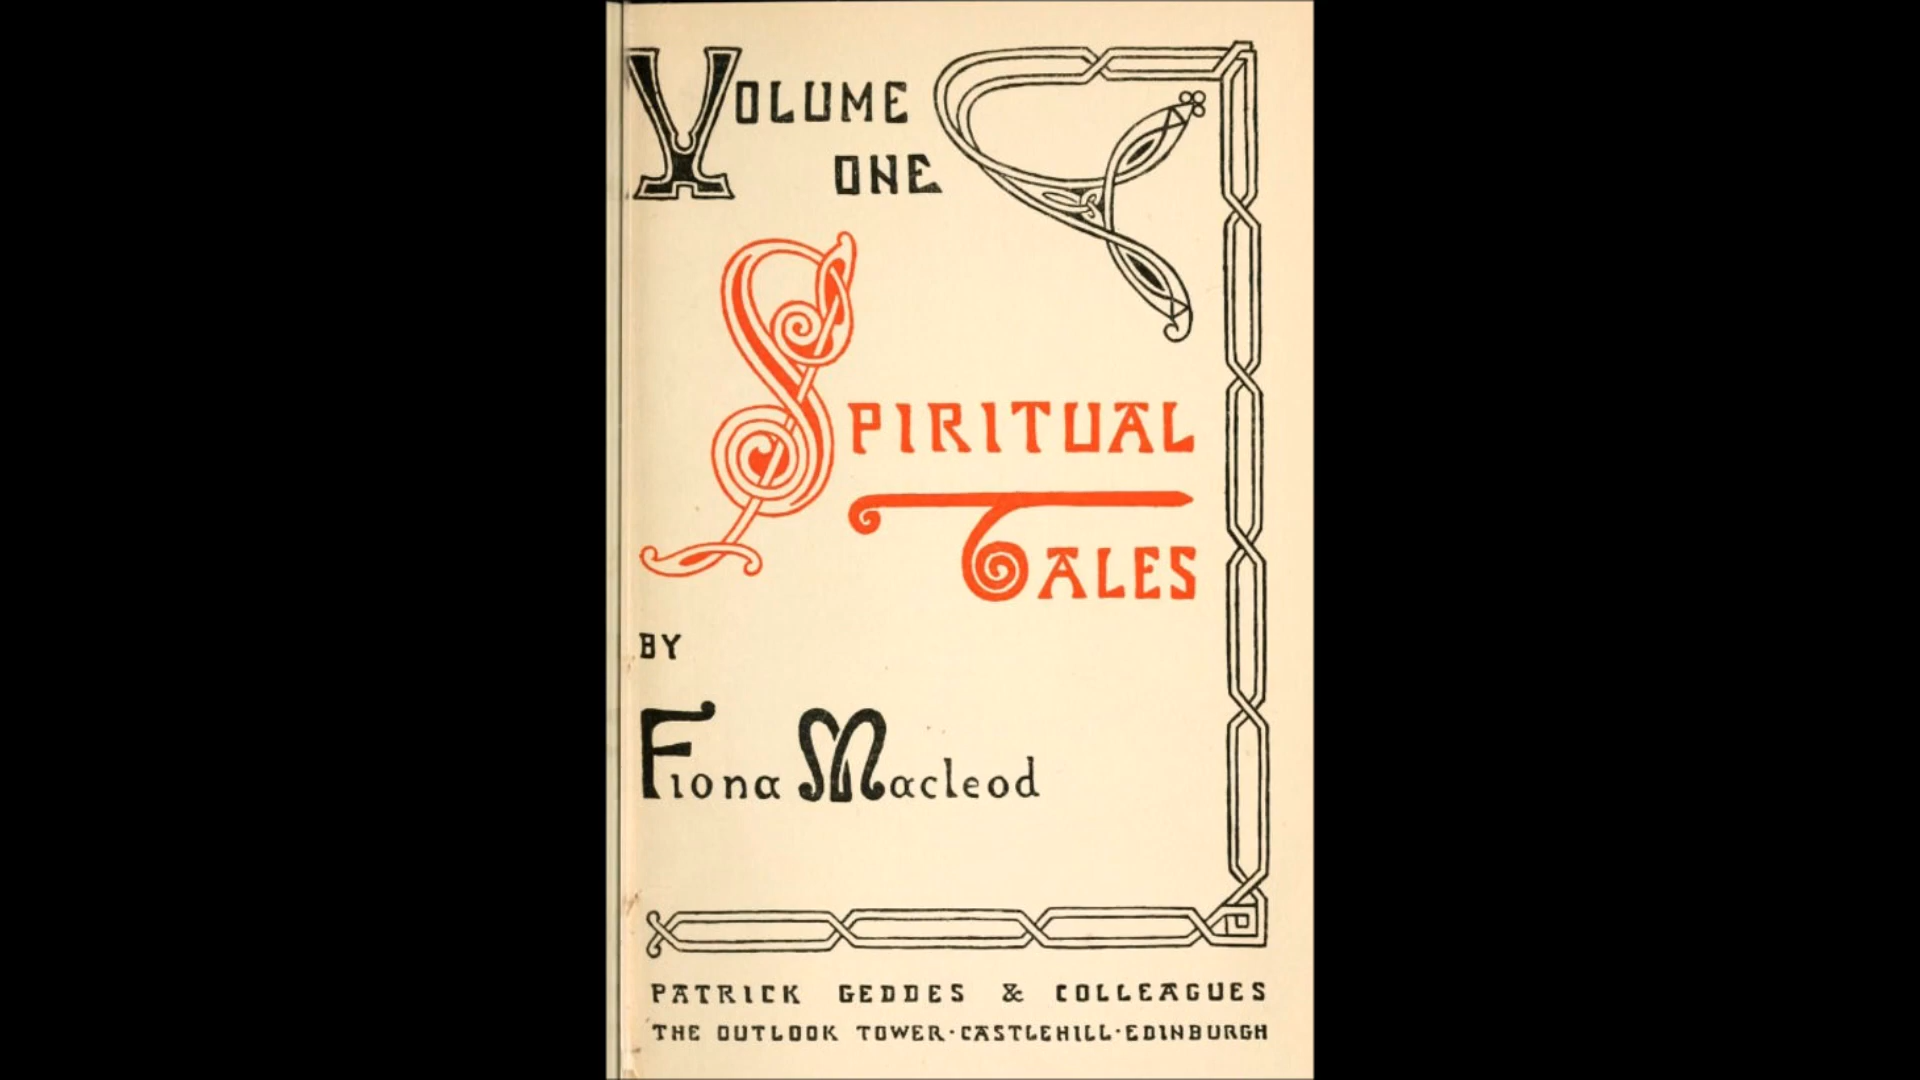 VOLUME
ONE
SPIRITUAL
TALES
BY
Fiona Macleod
PATRICK GEDDES & COLLEAGUES
THE OUTLOOK TOWER·CASTLEHILL·EDINBURGH